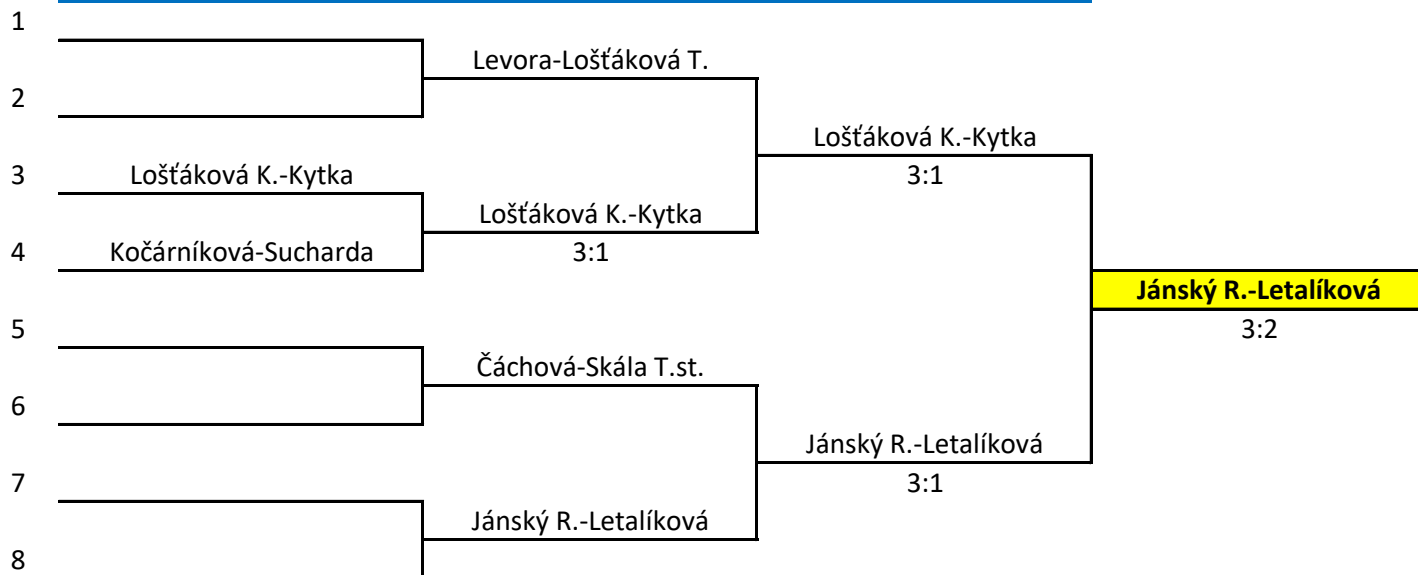 1
Levora-Lošťáková T.
2
Lošťáková K.-Kytka
3 Lošťáková K.-Kytka 3:1
Lošťáková K.-Kytka
4 Kočárníková-Sucharda 3:1
Jánský R.-Letalíková
5 3:2
Čáchová-Skála T.st.
6
Jánský R.-Letalíková
7 3:1
Jánský R.-Letalíková
8